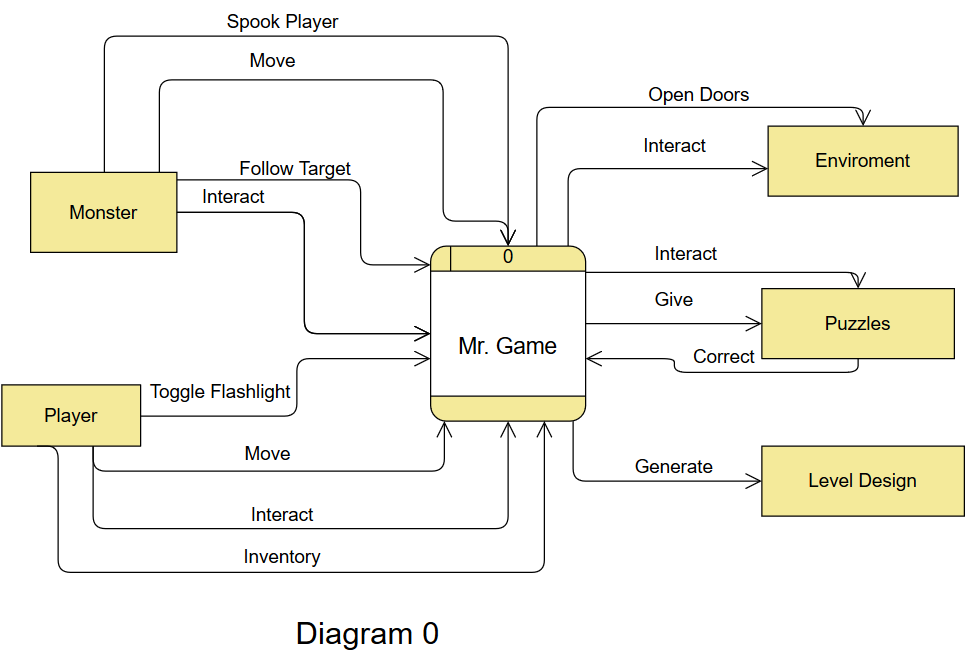 Spook Player
Move
Open Doors
Interact
Enviroment
Follow Target
Interact
Monster
0
Interact
Give
Puzzles
Mr. Game
Correct
Toggle Flashlight
Player
Move
Generate
Level Design
Interact
Inventory
Diagram 0